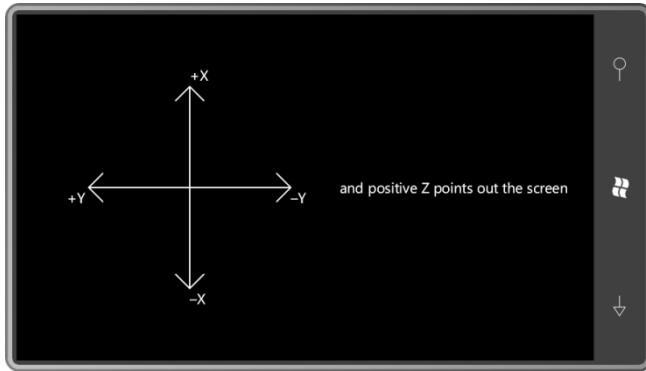 +X
+Y
–Y
and positive Z points out the screen
–X